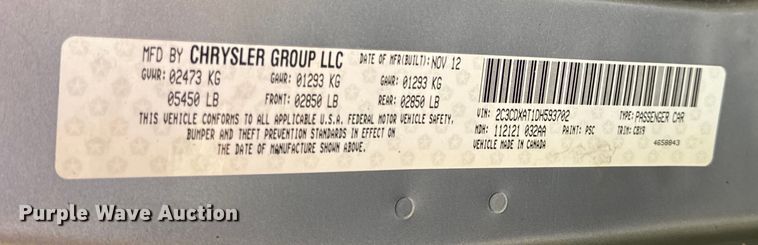 MFD BY CHRYSLER GROUP LLC DATE OF MFR(BUILT): NOV 12
GVWR: 02473 KG GAWR: 01293 KG GAWR: 01293 KG
05450 LB FRONT: 02850 LB REAR: 02850 LB
THIS VEHICLE CONFORMS TO ALL APPLICABLE U.S.A. FEDERAL MOTOR VEHICLE SAFETY,
BUMPER AND THEFT PREVENTION STANDARDS IN EFFECT ON
THE DATE OF MANUFACTURE SHOWN ABOVE.
VIN: 2C3CDXAT1DH593702 TYPE: PASSENGER CAR
MDH: 112121 032AA PAINT: PSC TRIM: CBX9
VEHICLE MADE IN CANADA 4658843
Purple Wave Auction